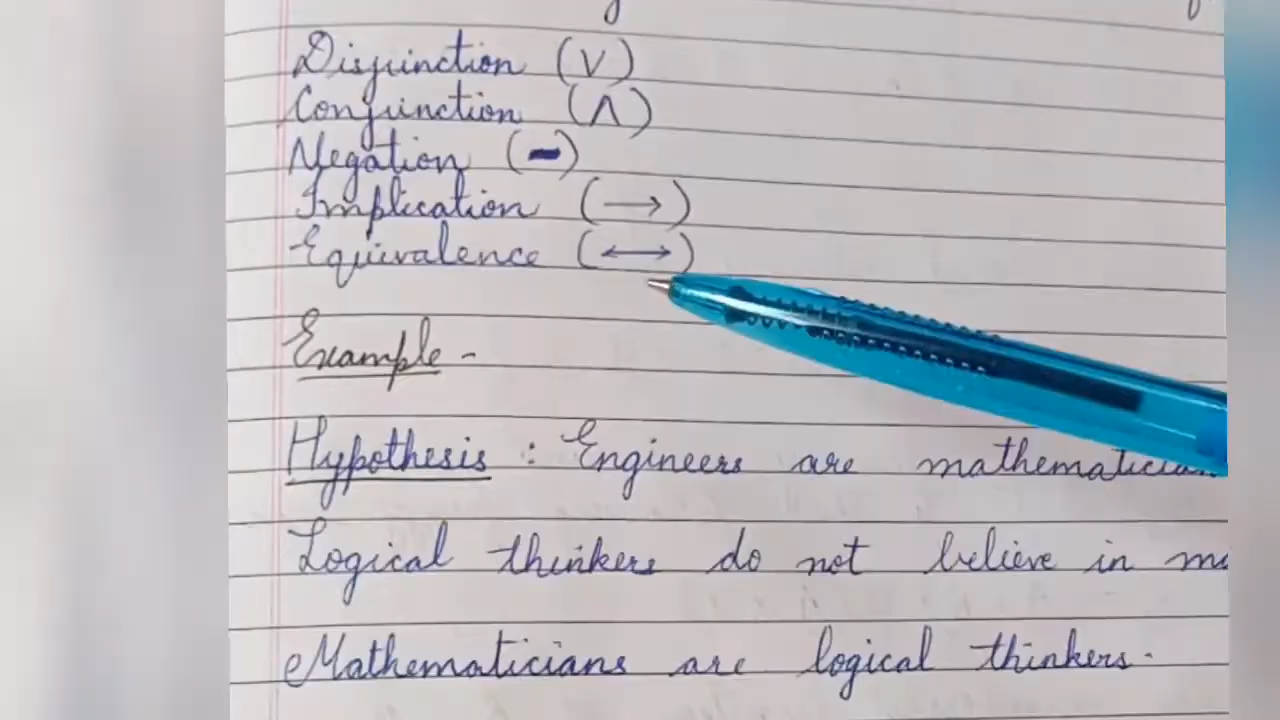 Disjunction (∨)
Conjunction (∧)
Negation (-)
Implication (→)
Equivalence (↔)
Example -
Hypothesis : Engineers are
Logical thinkers do not believe in
Mathematicians are logical thinkers.